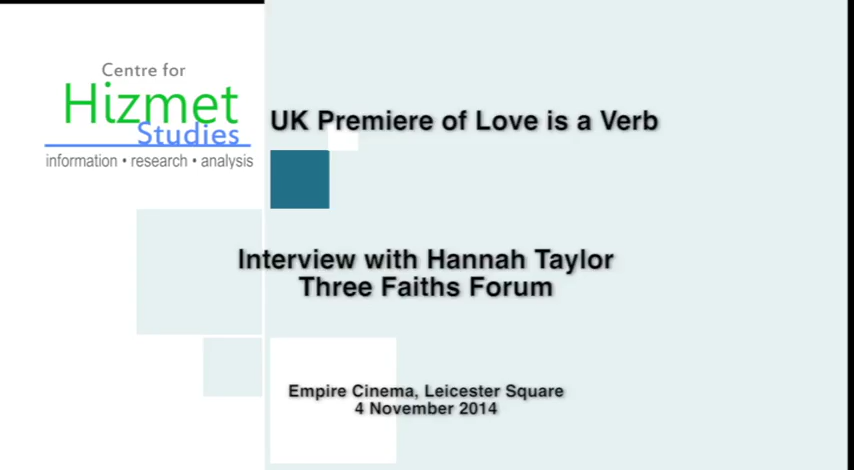 Centre for
Hizmet
Studies
information • research • analysis
UK Premiere of Love is a Verb
Interview with Hannah Taylor
Three Faiths Forum
Empire Cinema, Leicester Square
4 November 2014